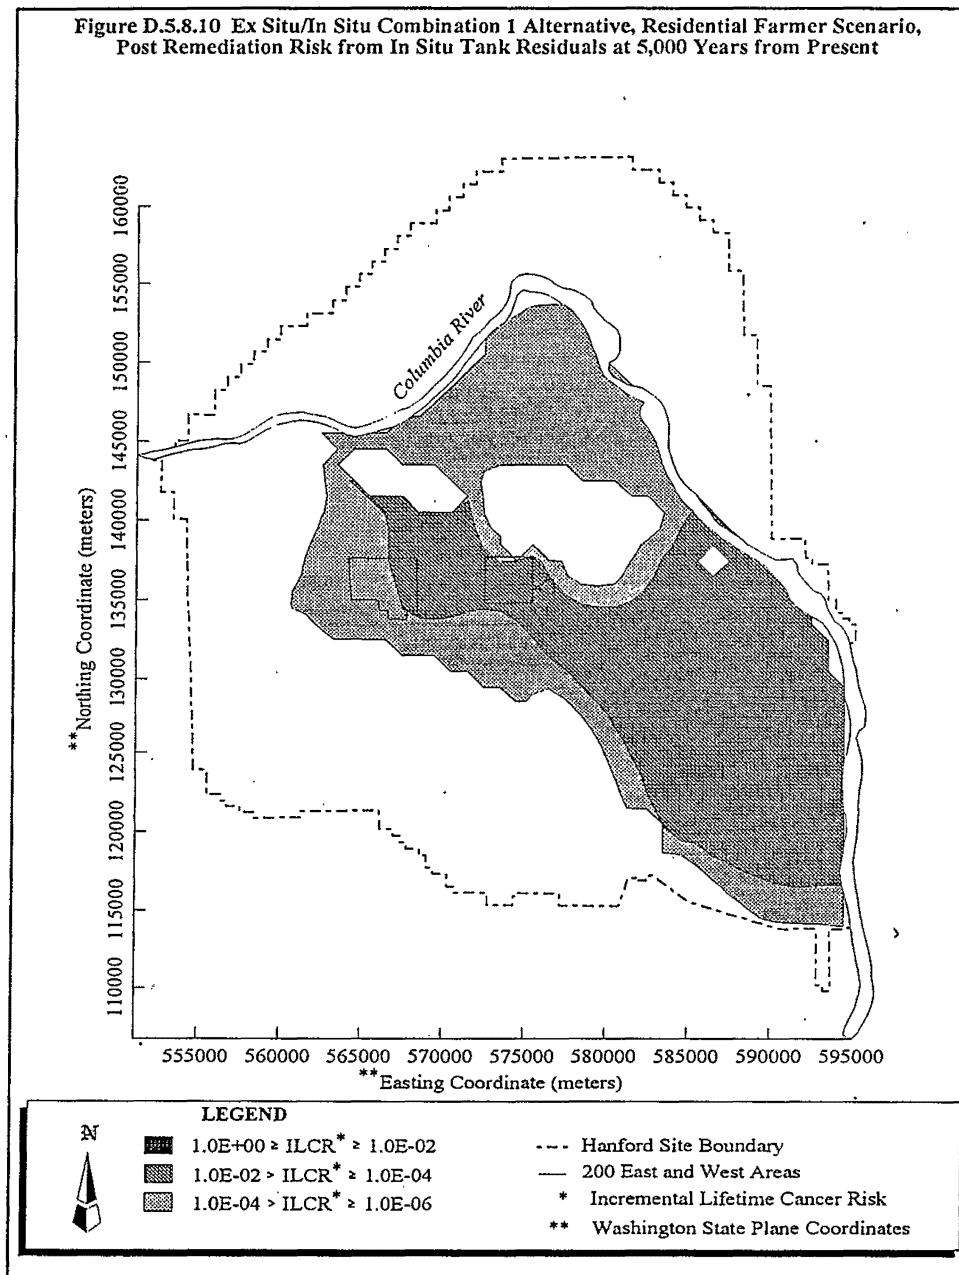 Figure D.5.8.10 Ex Situ/In Situ Combination 1 Alternative, Residential Farmer Scenario,
Post Remediation Risk from In Situ Tank Residuals at 5,000 Years from Present
160000
155000
150000
145000
140000
135000
130000
125000
120000
115000
110000
**Northing Coordinate (meters)
Columbia River
555000 560000 565000 570000 575000 580000 585000 590000 595000
**Easting Coordinate (meters)
LEGEND
N
1.0E+00 ≥ ILCR* ≥ 1.0E-02
1.0E-02 > ILCR* ≥ 1.0E-04
1.0E-04 > ILCR* ≥ 1.0E-06
Hanford Site Boundary
200 East and West Areas
* Incremental Lifetime Cancer Risk
** Washington State Plane Coordinates